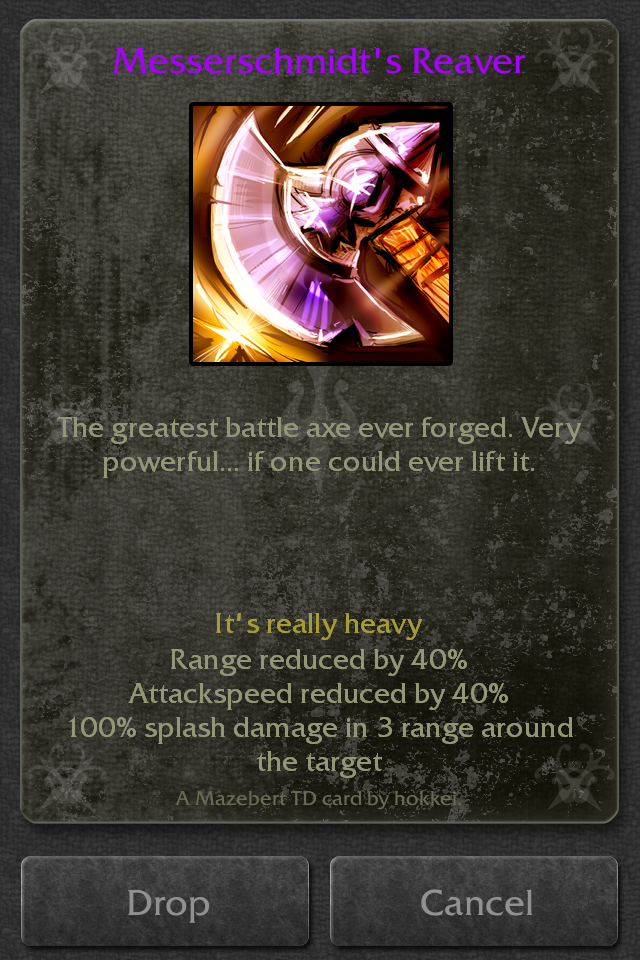 Messerschmidt's Reaver
The greatest battle axe ever forged. Very
powerful... if one could ever lift it.
It's really heavy
Range reduced by 40%
Attackspeed reduced by 40%
100% splash damage in 3 range around
the target
A Mazebert TD card by hokker
Drop
Cancel